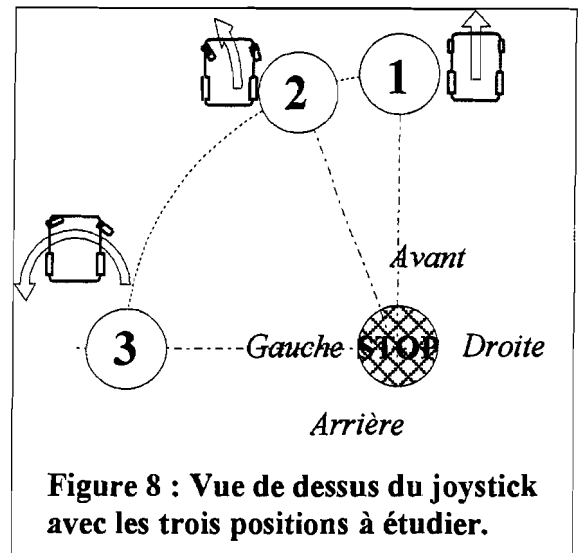 2 1
Avant
3 Gauche STOP Droite
Arrière
Figure 8 : Vue de dessus du joystick
avec les trois positions à étudier.